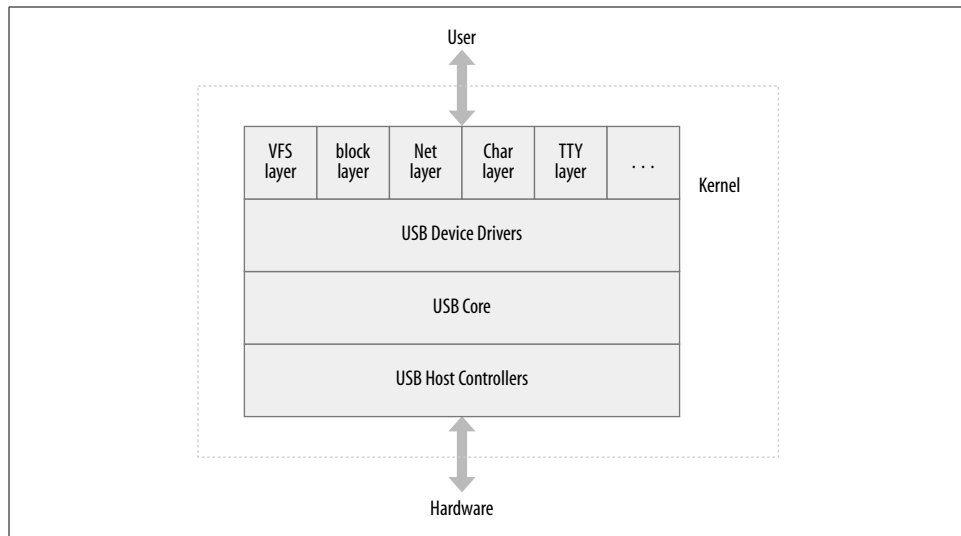 User
VFS layer
block layer
Net layer
Char layer
TTY layer
. . .
Kernel
USB Device Drivers
USB Core
USB Host Controllers
Hardware